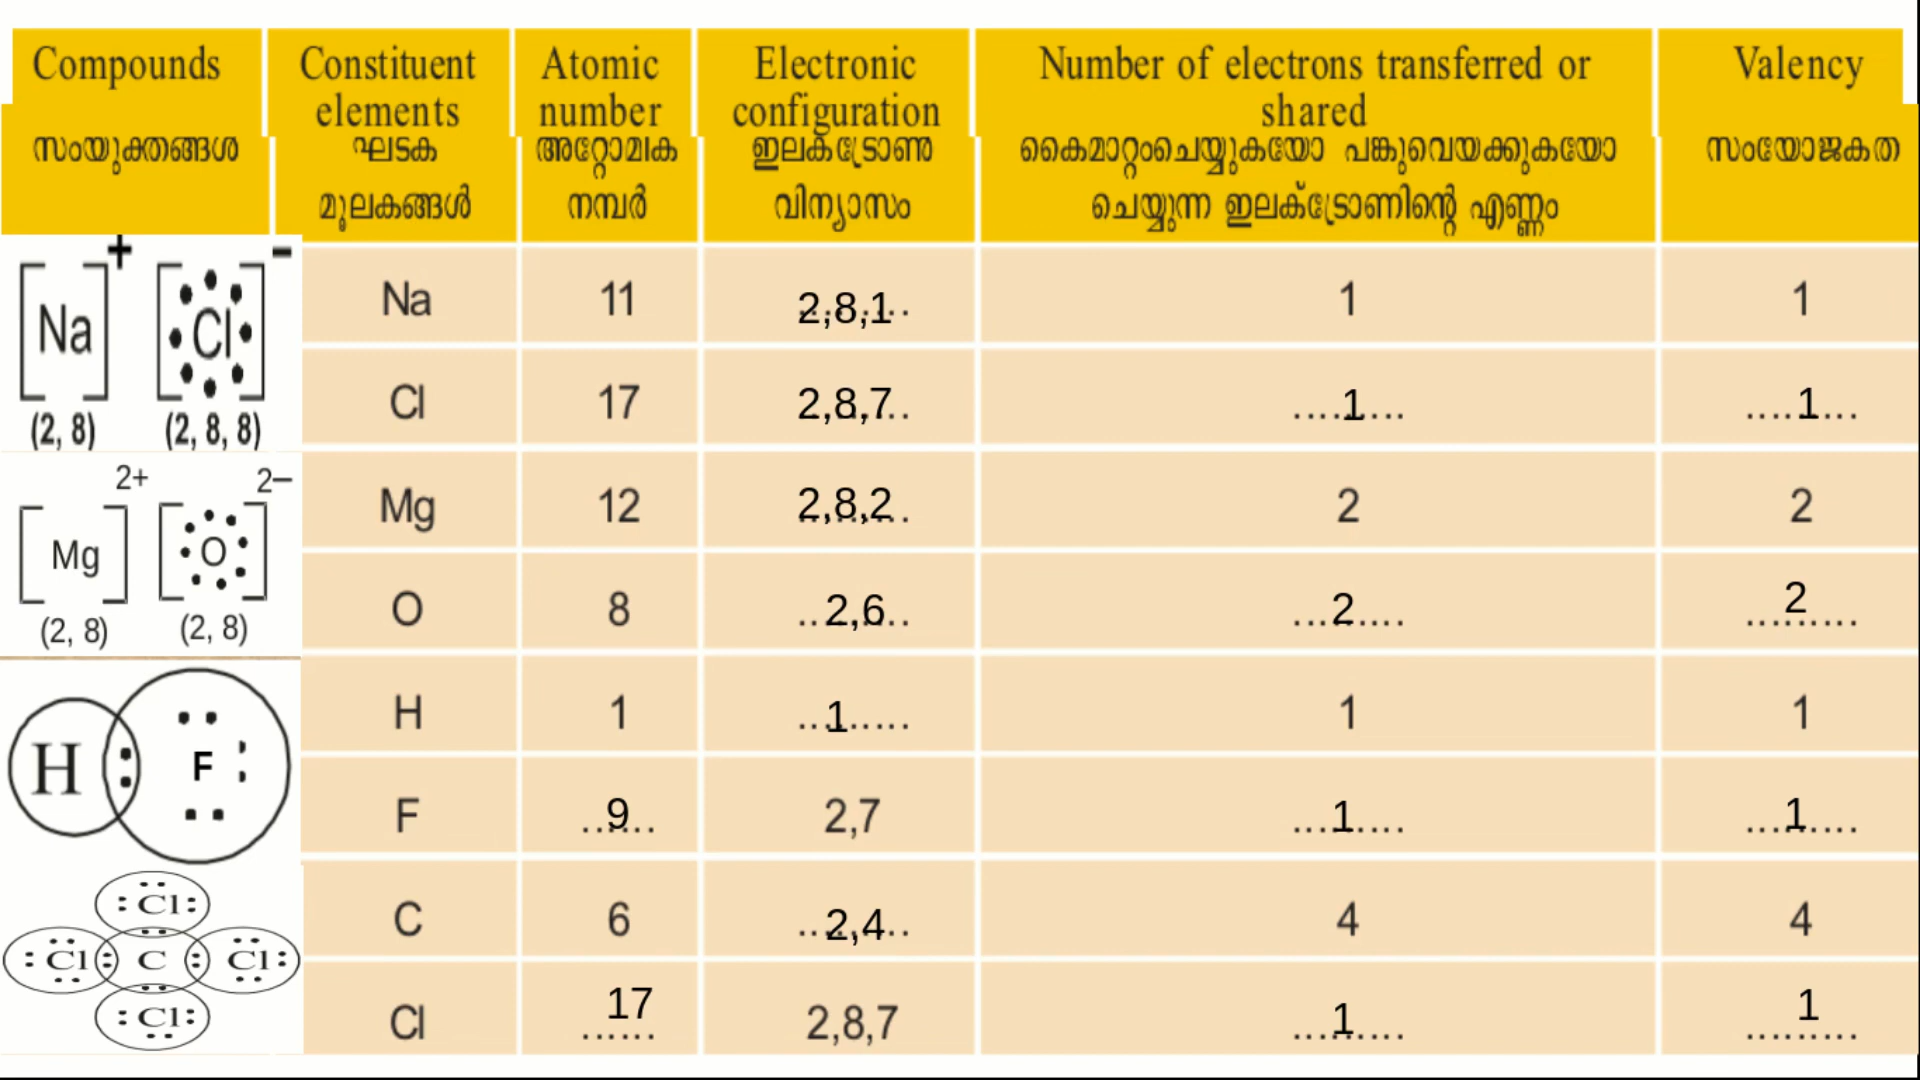 Compounds
Constituent
elements
Atomic
number
Electronic
configuration
Number of electrons transferred or
shared
Valency
സംയുക്തങ്ങൾ
ഘടക
മൂലകങ്ങൾ
അറ്റോമിക
നമ്പർ
ഇലക്ട്രോൺ
വിന്യാസം
കൈമാറ്റംചെയ്യുകയോ പങ്കുവെയക്കുകയോ
ചെയ്യുന്ന ഇലക്ട്രോണിന്റെ എണ്ണം
സംയോജകത
[Na]+ [Cl]−
(2, 8) (2, 8, 8)
Na 11 2,8,1 1 1
Cl 17 2,8,7 1 1
[Mg]2+ [O]2−
(2, 8) (2, 8)
Mg 12 2,8,2 2 2
O 8 2,6 2 2
H F
H 1 1 1 1
F 9 2,7 1 1
Cl
Cl C Cl
Cl
C 6 2,4 4 4
Cl 17 2,8,7 1 1